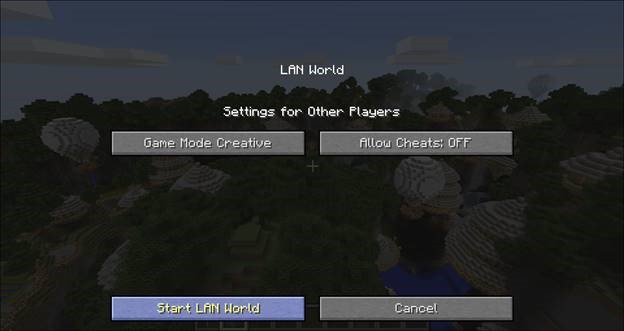 LAN World
Settings for Other Players
Game Mode Creative
Allow Cheats: OFF
Start LAN World
Cancel